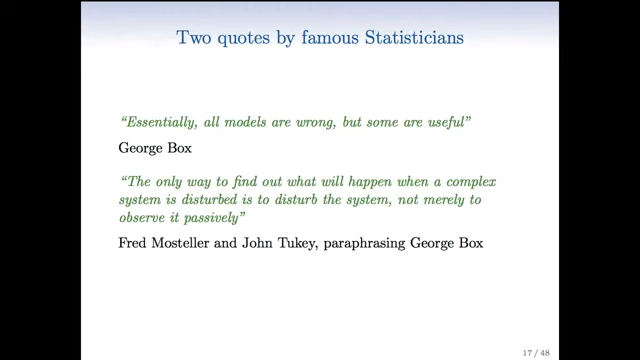 Two quotes by famous Statisticians
“Essentially, all models are wrong, but some are useful”
George Box
“The only way to find out what will happen when a complex
system is disturbed is to disturb the system, not merely to
observe it passively”
Fred Mosteller and John Tukey, paraphrasing George Box
17 / 48